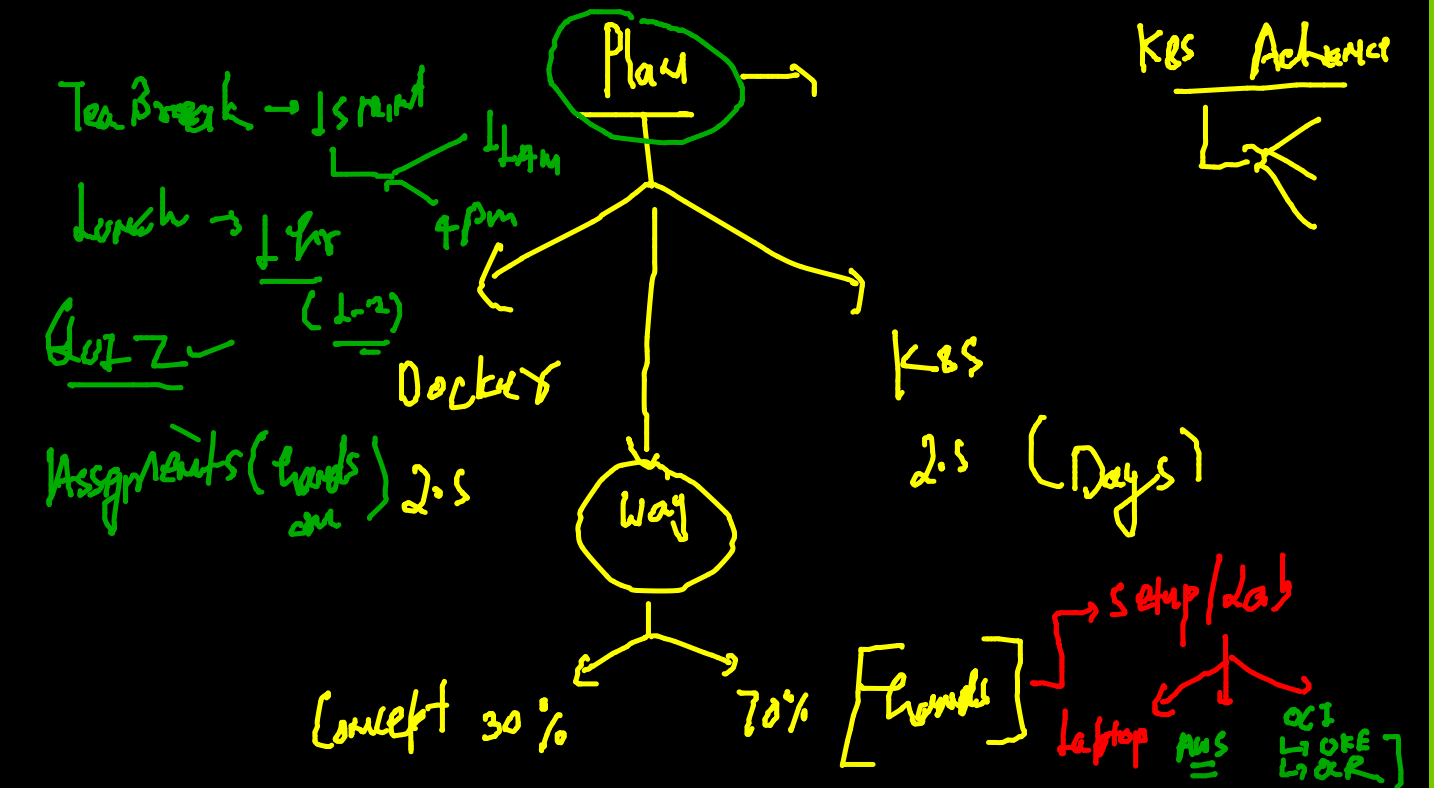 Plan
K8S Advance
Tea Break → 15 mint
11 AM
4 pm
Lunch → 1 hr
(1-2)
QUIZ
Docker
K8S
Assgnments (hands on)
2.5
2.5 (Days)
Way
Setup/Lab
Concept 30%
70% [Hands]
Laptop
AWS
OCI
↳ OKE
↳ OCR